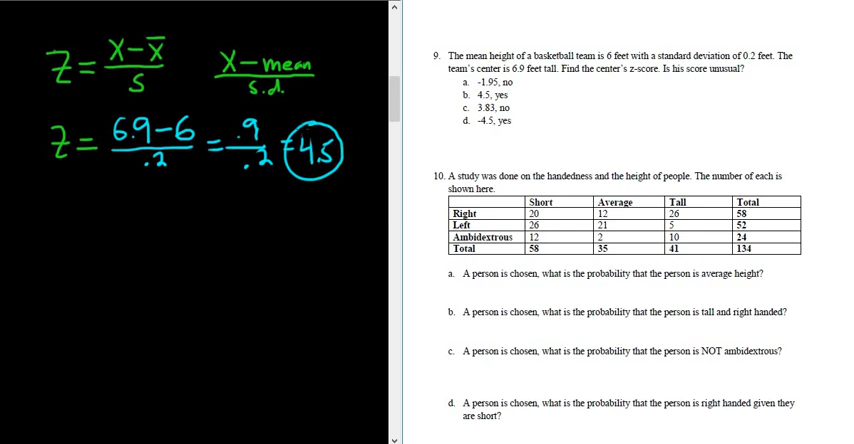 Z = X - x̄ / s
X - mean / s.d.
Z = 6.9 - 6 / .2 = .9 / .2 = 4.5
9. The mean height of a basketball team is 6 feet with a standard deviation of 0.2 feet. The
team's center is 6.9 feet tall. Find the center's z-score. Is his score unusual?
a. -1.95, no
b. 4.5, yes
c. 3.83, no
d. -4.5, yes
10. A study was done on the handedness and the height of people. The number of each is
shown here.
Short Average Tall Total
Right 20 12 26 58
Left 26 21 5 52
Ambidextrous 12 2 10 24
Total 58 35 41 134
a. A person is chosen, what is the probability that the person is average height?
b. A person is chosen, what is the probability that the person is tall and right handed?
c. A person is chosen, what is the probability that the person is NOT ambidextrous?
d. A person is chosen, what is the probability that the person is right handed given they
are short?